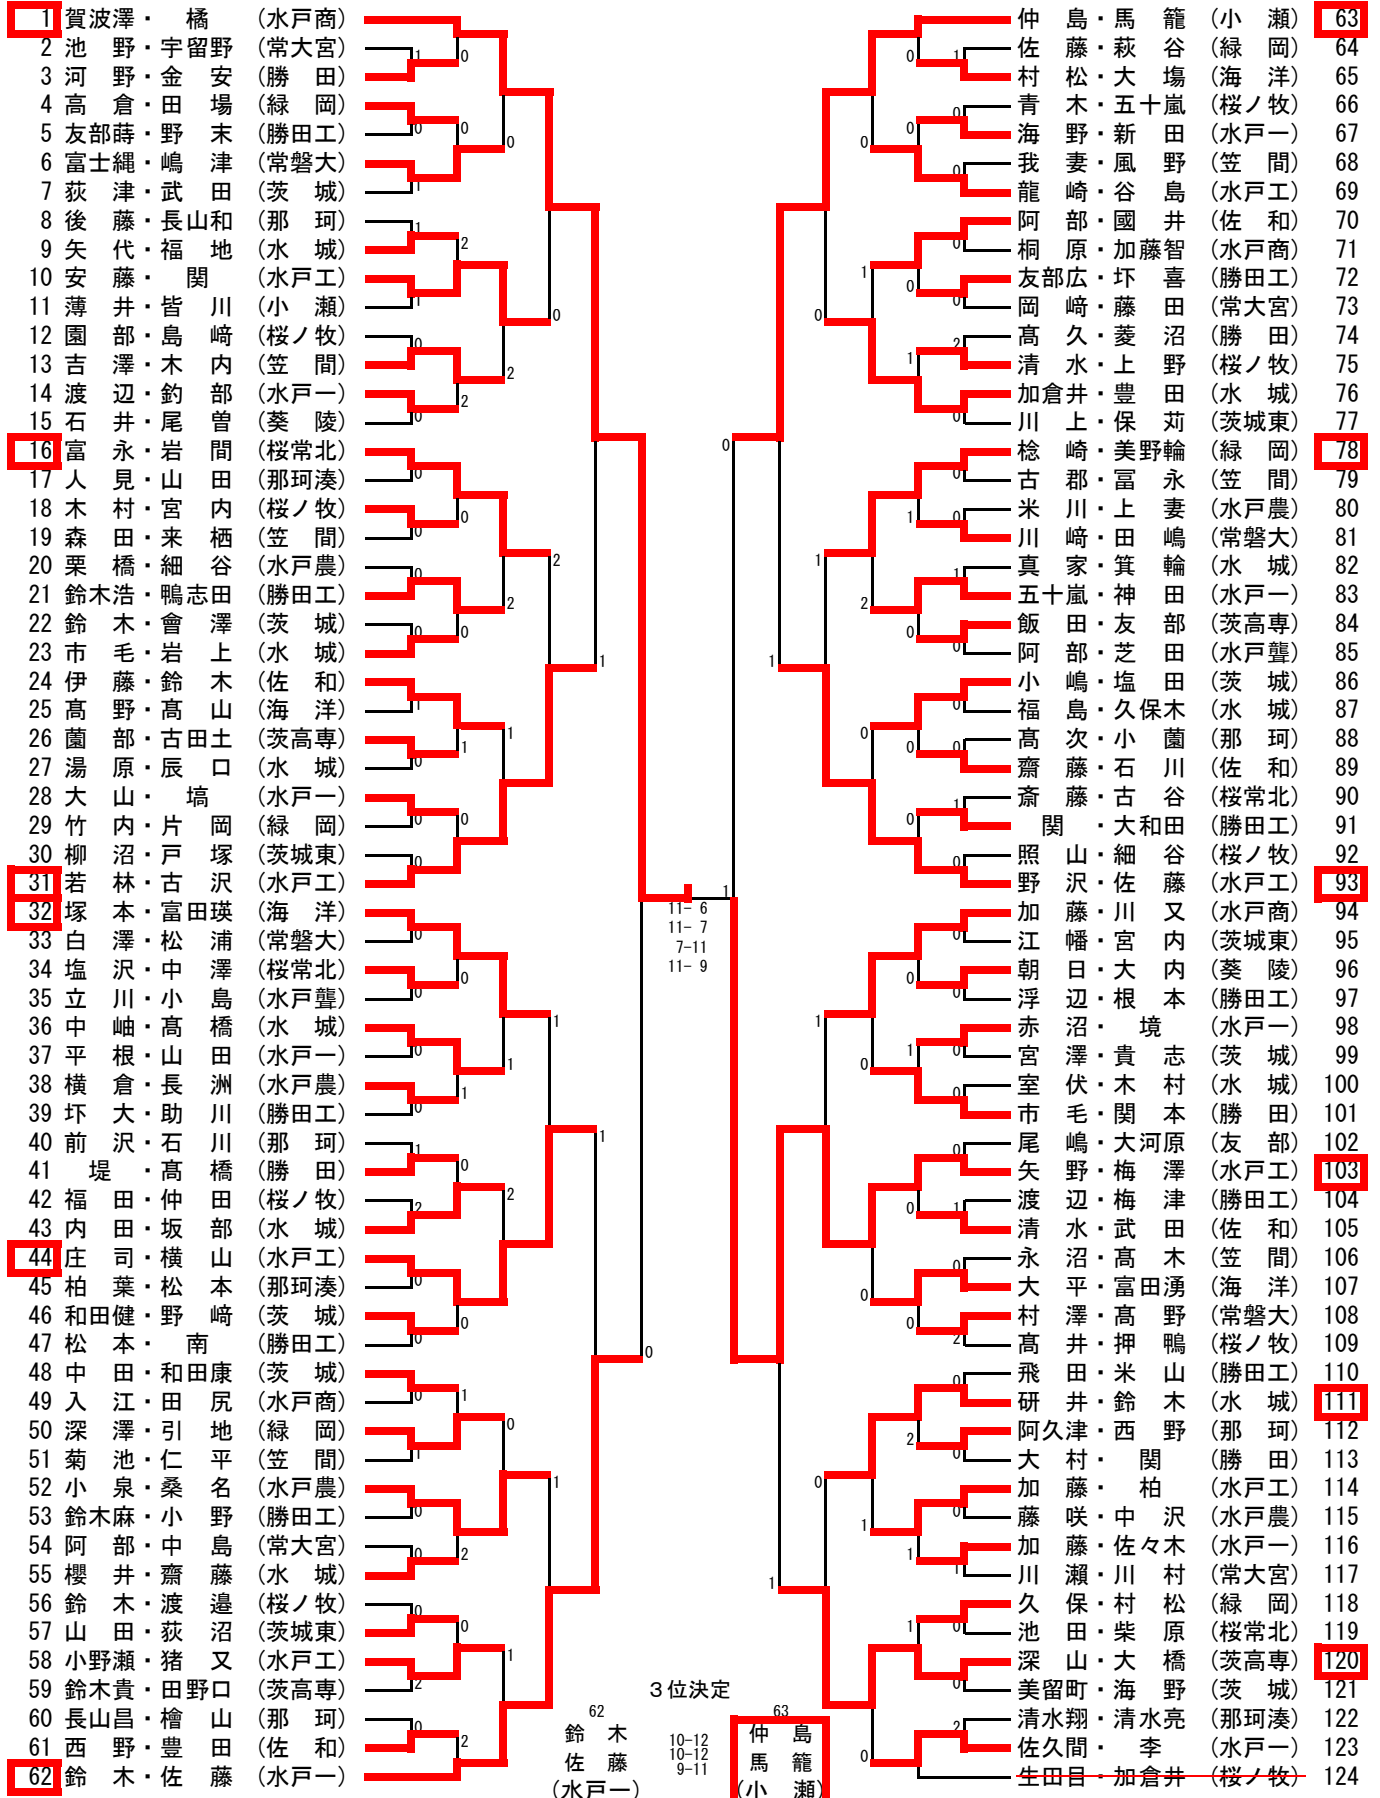 1 賀波澤・　橘　(水戸商)
2 池　野・宇留野 (常大宮)
3 河　野・金　安 (勝　田)
4 高　倉・田　場 (緑　岡)
5 友部蒔・野　末 (勝田工)
6 富士縄・嶋　津 (常磐大)
7 荻　津・武　田 (茨　城)
8 後　藤・長山和 (那　珂)
9 矢　代・福　地 (水　城)
10 安　藤・　関　 (水戸工)
11 薄　井・皆　川 (小　瀬)
12 園　部・島　﨑 (桜ノ牧)
13 吉　澤・木　内 (笠　間)
14 渡　辺・釣　部 (水戸一)
15 石　井・尾　曽 (葵　陵)
16 富　永・岩　間 (桜常北)
17 人　見・山　田 (那珂湊)
18 木　村・宮　内 (桜ノ牧)
19 森　田・来　栖 (笠　間)
20 栗　橋・細　谷 (水戸農)
21 鈴木浩・鴨志田 (勝田工)
22 鈴　木・會　澤 (茨　城)
23 市　毛・岩　上 (水　城)
24 伊　藤・鈴　木 (佐　和)
25 髙　野・髙　山 (海　洋)
26 薗　部・古田土 (茨高専)
27 湯　原・辰　口 (水　城)
28 大　山・　塙　 (水戸一)
29 竹　内・片　岡 (緑　岡)
30 柳　沼・戸　塚 (茨城東)
31 若　林・古　沢 (水戸工)
32 塚　本・富田瑛 (海　洋)
33 白　澤・松　浦 (常磐大)
34 塩　沢・中　澤 (桜常北)
35 立　川・小　島 (水戸聾)
36 中　岫・髙　橋 (水　城)
37 平　根・山　田 (水戸一)
38 横　倉・長　洲 (水戸農)
39 圷　大・助　川 (勝田工)
40 前　沢・石　川 (那　珂)
41 　堤　・髙　橋 (勝　田)
42 福　田・仲　田 (桜ノ牧)
43 内　田・坂　部 (水　城)
44 庄　司・横　山 (水戸工)
45 柏　葉・松　本 (那珂湊)
46 和田健・野　﨑 (茨　城)
47 松　本・　南　 (勝田工)
48 中　田・和田康 (茨　城)
49 入　江・田　尻 (水戸商)
50 深　澤・引　地 (緑　岡)
51 菊　池・仁　平 (笠　間)
52 小　泉・桑　名 (水戸農)
53 鈴木麻・小　野 (勝田工)
54 阿　部・中　島 (常大宮)
55 櫻　井・齋　藤 (水　城)
56 鈴　木・渡　邉 (桜ノ牧)
57 山　田・荻　沼 (茨城東)
58 小野瀬・猪　又 (水戸工)
59 鈴木貴・田野口 (茨高専)
60 長山昌・檜　山 (那　珂)
61 西　野・豊　田 (佐　和)
62 鈴　木・佐　藤 (水戸一)
11- 6
11- 7
7-11
11- 9
３位決定
62
鈴　木
佐　藤
(水戸一)
10-12
10-12
9-11
63
仲　島
馬　籠
(小　瀬)
仲　島・馬　籠 (小　瀬) 63
佐　藤・萩　谷 (緑　岡) 64
村　松・大　塲 (海　洋) 65
青　木・五十嵐 (桜ノ牧) 66
海　野・新　田 (水戸一) 67
我　妻・風　野 (笠　間) 68
龍　崎・谷　島 (水戸工) 69
阿　部・國　井 (佐　和) 70
桐　原・加藤智 (水戸商) 71
友部広・圷　喜 (勝田工) 72
岡　﨑・藤　田 (常大宮) 73
髙　久・菱　沼 (勝　田) 74
清　水・上　野 (桜ノ牧) 75
加倉井・豊　田 (水　城) 76
川　上・保　苅 (茨城東) 77
桧　崎・美野輪 (緑　岡) 78
古　郡・冨　永 (笠　間) 79
米　川・上　妻 (水戸農) 80
川　﨑・田　嶋 (常磐大) 81
真　家・箕　輪 (水　城) 82
五十嵐・神　田 (水戸一) 83
飯　田・友　部 (茨高専) 84
阿　部・芝　田 (水戸聾) 85
小　嶋・塩　田 (茨　城) 86
福　島・久保木 (水　城) 87
髙　次・小　薗 (那　珂) 88
齋　藤・石　川 (佐　和) 89
斎　藤・古　谷 (桜常北) 90
　関　・大和田 (勝田工) 91
照　山・細　谷 (桜ノ牧) 92
野　沢・佐　藤 (水戸工) 93
加　藤・川　又 (水戸商) 94
江　幡・宮　内 (茨城東) 95
朝　日・大　内 (葵　陵) 96
浮　辺・根　本 (勝田工) 97
赤　沼・　境　 (水戸一) 98
宮　澤・貴　志 (茨　城) 99
室　伏・木　村 (水　城) 100
市　毛・関　本 (勝　田) 101
尾　嶋・大河原 (友　部) 102
矢　野・梅　澤 (水戸工) 103
渡　辺・梅　津 (勝田工) 104
清　水・武　田 (佐　和) 105
永　沼・髙　木 (笠　間) 106
大　平・富田湧 (海　洋) 107
村　澤・髙　野 (常磐大) 108
髙　井・押　鴨 (桜ノ牧) 109
飛　田・米　山 (勝田工) 110
研　井・鈴　木 (水　城) 111
阿久津・西　野 (那　珂) 112
大　村・　関　 (勝　田) 113
加　藤・　柏　 (水戸工) 114
藤　咲・中　沢 (水戸農) 115
加　藤・佐々木 (水戸一) 116
川　瀬・川　村 (常大宮) 117
久　保・村　松 (緑　岡) 118
池　田・柴　原 (桜常北) 119
深　山・大　橋 (茨高専) 120
美留町・海　野 (茨　城) 121
清水翔・清水亮 (那珂湊) 122
佐久間・　李　 (水戸一) 123
生田目・加倉井 (桜ノ牧) 124